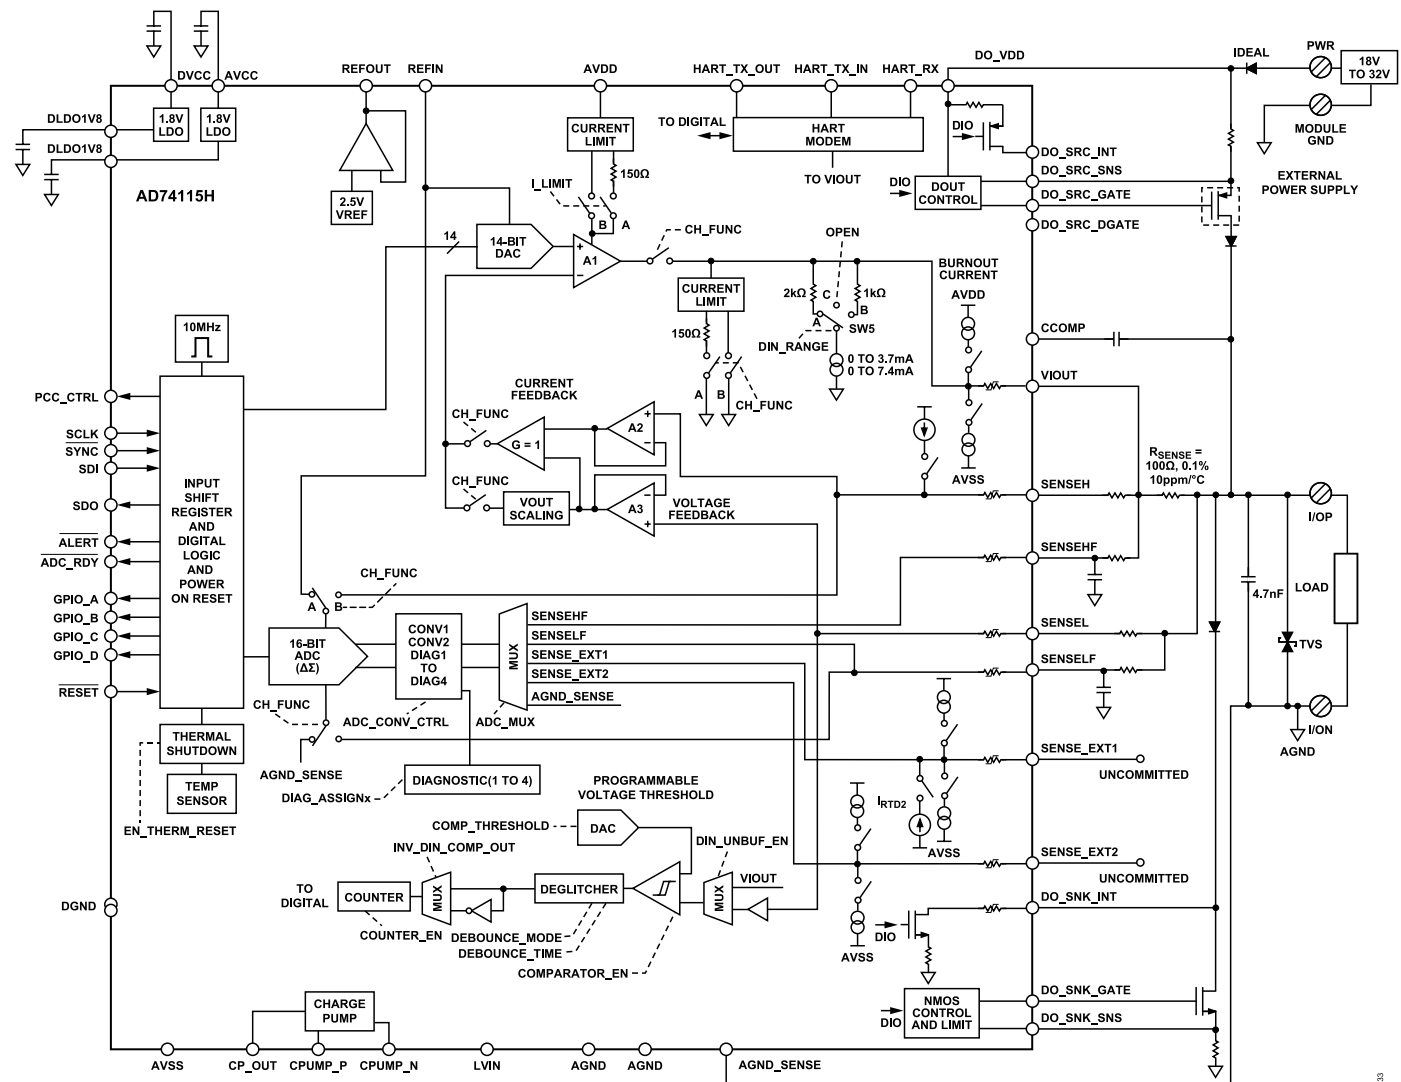 DVCC
AVCC
REFOUT
REFIN
AVDD
HART_TX_OUT
HART_TX_IN
HART_RX
DO_VDD
IDEAL
PWR
18V
TO 32V
DLDO1V8
1.8V
LDO
1.8V
LDO
DLDO1V8
CURRENT
LIMIT
TO DIGITAL
HART
MODEM
DIO
MODULE
GND
DO_SRC_INT
AD74115H
150Ω
I_LIMIT
TO VIOUT
DO_SRC_SNS
EXTERNAL
POWER SUPPLY
2.5V
VREF
DIO
DOUT
CONTROL
DO_SRC_GATE
B
A
DO_SRC_DGATE
14
14-BIT
DAC
+
A1
−
CH_FUNC
OPEN
BURNOUT
CURRENT
CURRENT
LIMIT
2kΩ
C
1kΩ
AVDD
10MHz
150Ω
A
B
SW5
DIN_RANGE
CCOMP
0 TO 3.7mA
0 TO 7.4mA
VIOUT
A
B
CH_FUNC
CURRENT
FEEDBACK
PCC_CTRL
CH_FUNC
+
A2
−
G = 1
SCLK
SYNC
SDI
RSENSE =
100Ω, 0.1%
10ppm/°C
AVSS
CH_FUNC
SENSEH
INPUT
SHIFT
REGISTER
AND
DIGITAL
LOGIC
AND
POWER
ON RESET
SDO
VOUT
SCALING
−
A3
+
VOLTAGE
FEEDBACK
I/OP
ALERT
ADC_RDY
SENSEHF
CH_FUNC
GPIO_A
GPIO_B
GPIO_C
GPIO_D
A
B
4.7nF
LOAD
16-BIT
ADC
(ΔΣ)
CONV1
CONV2
DIAG1
TO
DIAG4
MUX
SENSEHF
SENSELF
SENSE_EXT1
SENSE_EXT2
AGND_SENSE
SENSEL
TVS
SENSELF
RESET
CH_FUNC
ADC_CONV_CTRL
ADC_MUX
THERMAL
SHUTDOWN
I/ON
AGND
AGND_SENSE
SENSE_EXT1
UNCOMMITTED
TEMP
SENSOR
DIAG_ASSIGNx
DIAGNOSTIC(1 TO 4)
PROGRAMMABLE
VOLTAGE THRESHOLD
IRTD2
EN_THERM_RESET
COMP_THRESHOLD
DAC
DIN_UNBUF_EN
AVSS
SENSE_EXT2
UNCOMMITTED
INV_DIN_COMP_OUT
VIOUT
TO
DIGITAL
COUNTER
MUX
DEGLITCHER
MUX
DO_SNK_INT
DGND
COUNTER_EN
DEBOUNCE_MODE
DEBOUNCE_TIME
COMPARATOR_EN
DIO
AVSS
CHARGE
PUMP
NMOS
CONTROL
AND LIMIT
DIO
DO_SNK_GATE
DO_SNK_SNS
AVSS
CP_OUT
CPUMP_P
CPUMP_N
LVIN
AGND
AGND
AGND_SENSE
33